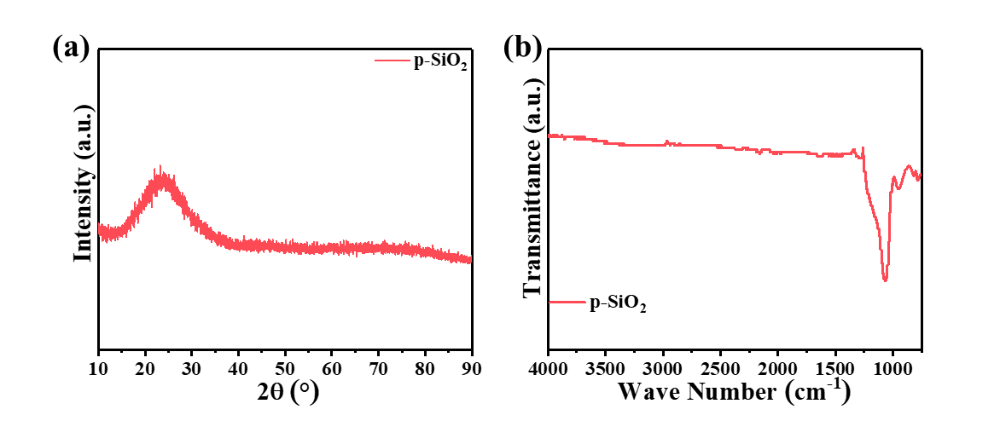 (a)
p-SiO₂
Intensity (a.u.)
10 20 30 40 50 60 70 80 90
2θ (°)
(b)
Transmittance (a.u.)
p-SiO₂
4000 3500 3000 2500 2000 1500 1000
Wave Number (cm⁻¹)